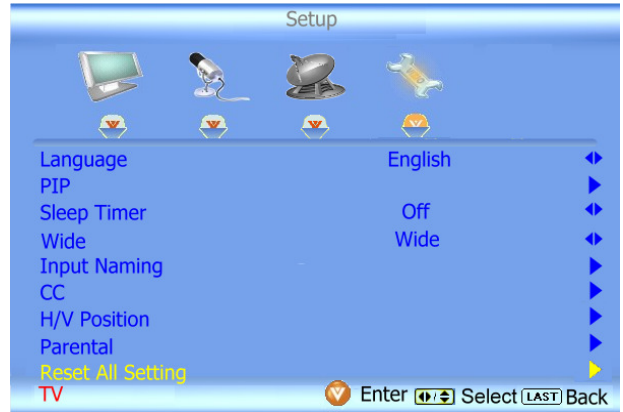 Setup
Language English
PIP
Sleep Timer Off
Wide Wide
Input Naming
CC
H/V Position
Parental
Reset All Setting
TV Enter Select LAST Back